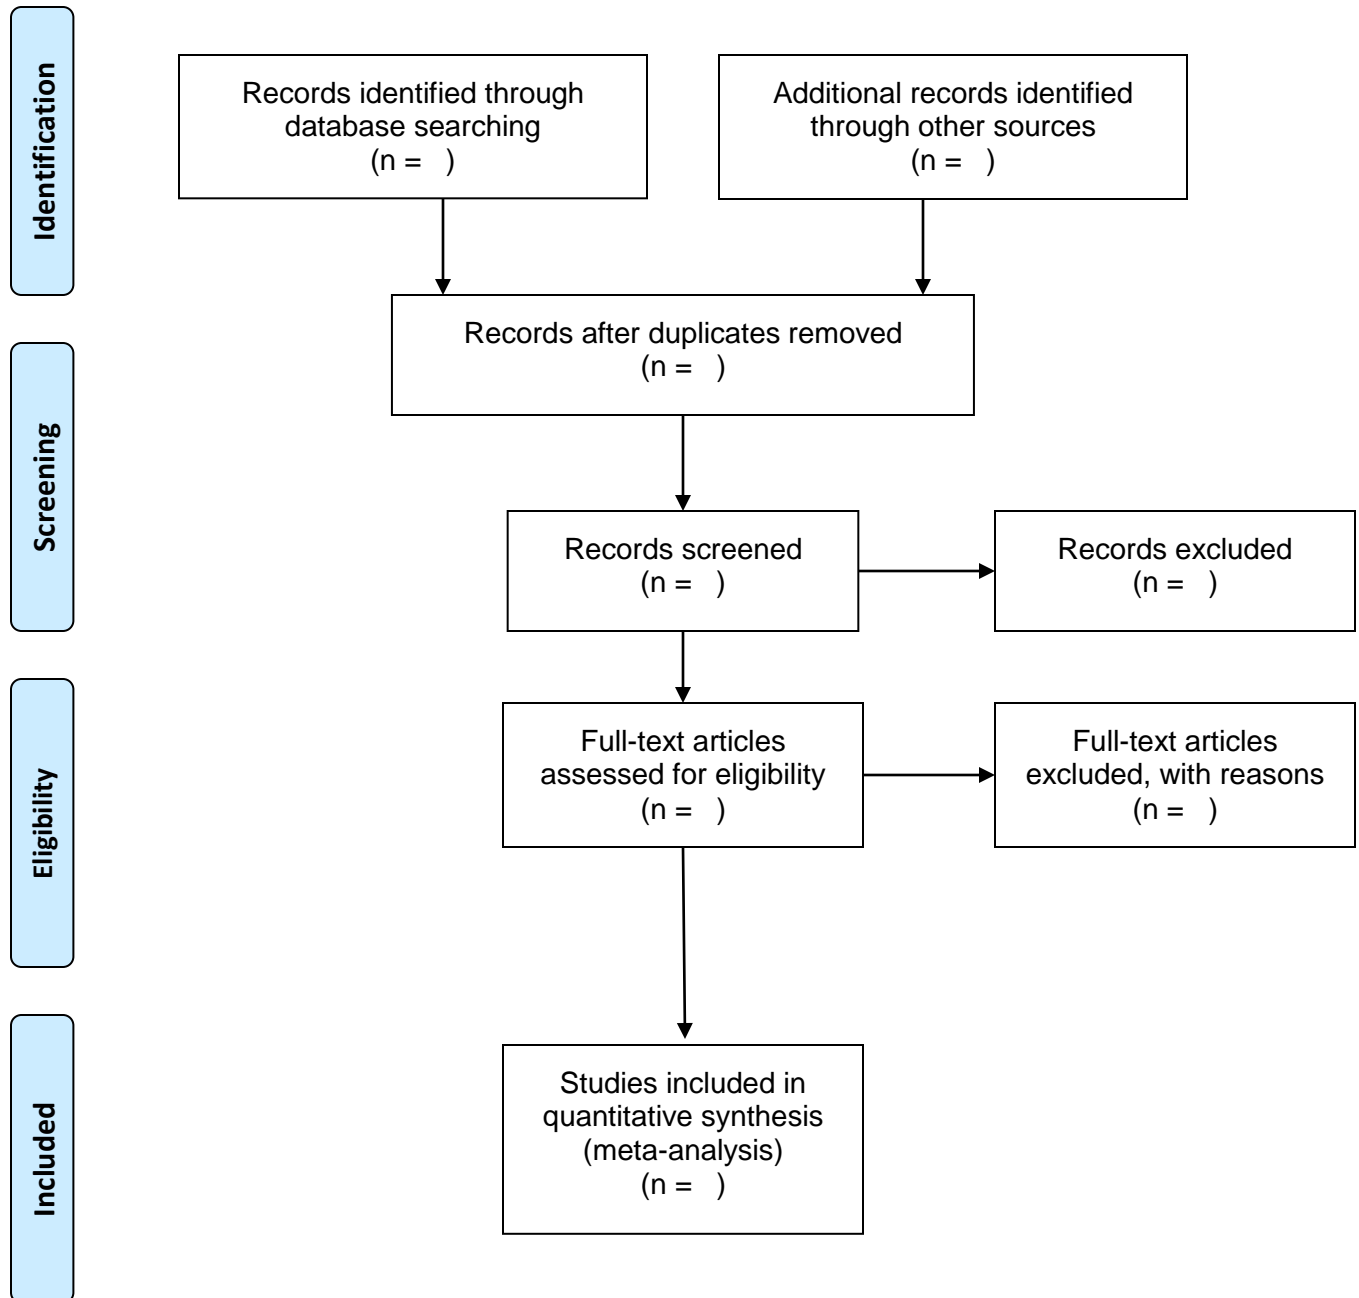 Identification
Records identified through
database searching
(n =   )
Additional records identified
through other sources
(n =   )
Records after duplicates removed
(n =   )
Screening
Records screened
(n =   )
Records excluded
(n =   )
Eligibility
Full-text articles
assessed for eligibility
(n =   )
Full-text articles
excluded, with reasons
(n =   )
Included
Studies included in
quantitative synthesis
(meta-analysis)
(n =   )